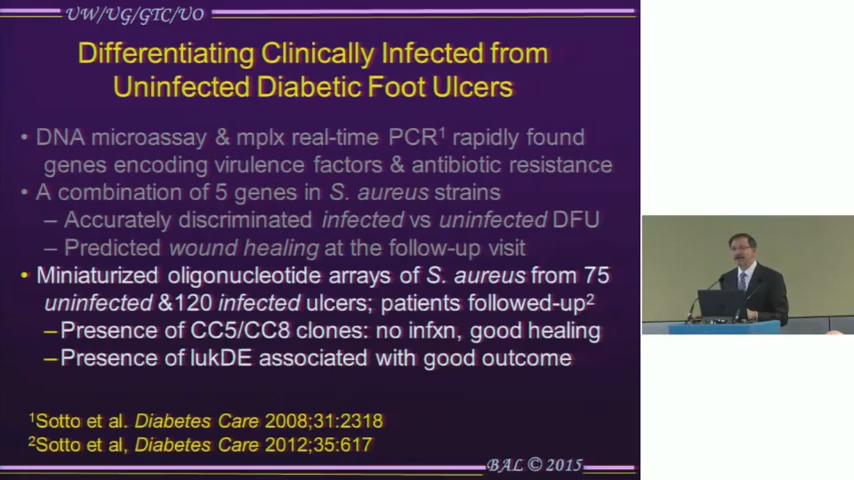 UW/UG/GTC/UO
Differentiating Clinically Infected from
Uninfected Diabetic Foot Ulcers
• DNA microassay & mplx real-time PCR¹ rapidly found
genes encoding virulence factors & antibiotic resistance
• A combination of 5 genes in S. aureus strains
– Accurately discriminated infected vs uninfected DFU
– Predicted wound healing at the follow-up visit
• Miniaturized oligonucleotide arrays of S. aureus from 75
uninfected &120 infected ulcers; patients followed-up²
– Presence of CC5/CC8 clones: no infxn, good healing
– Presence of lukDE associated with good outcome
¹Sotto et al. Diabetes Care 2008;31:2318
²Sotto et al, Diabetes Care 2012;35:617
BAL © 2015